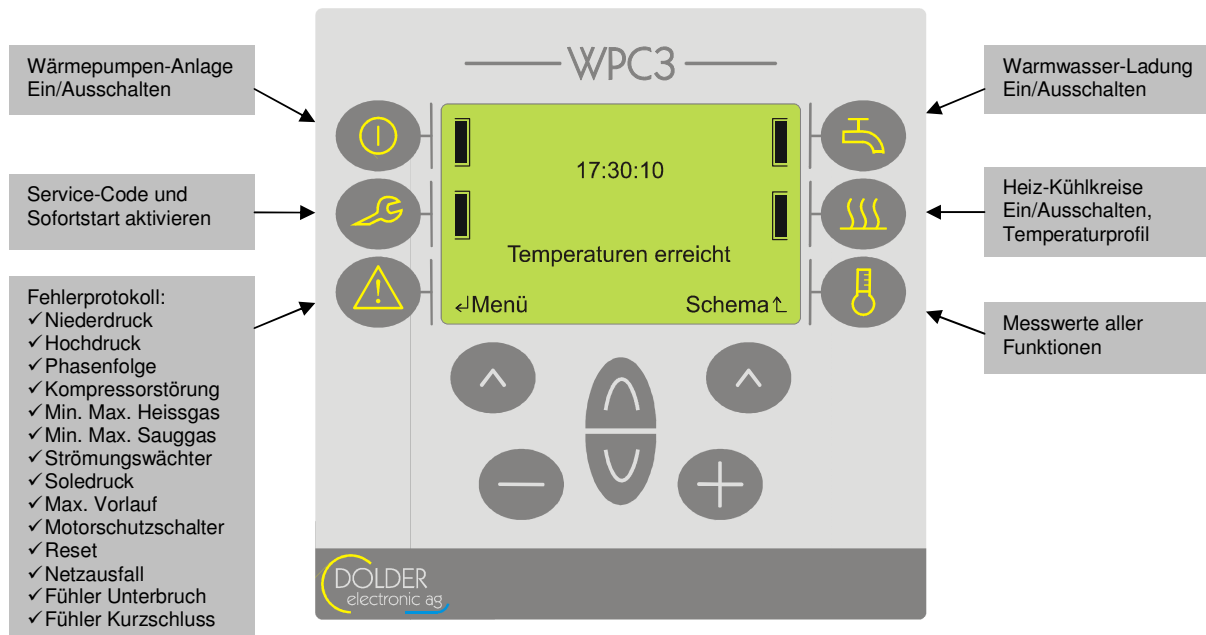 Wärmepumpen-Anlage
Ein/Ausschalten
Service-Code und
Sofortstart aktivieren
Fehlerprotokoll:
✓Niederdruck
✓Hochdruck
✓Phasenfolge
✓Kompressorstörung
✓Min. Max. Heissgas
✓Min. Max. Sauggas
✓Strömungswächter
✓Soledruck
✓Max. Vorlauf
✓Motorschutzschalter
✓Reset
✓Netzausfall
✓Fühler Unterbruch
✓Fühler Kurzschluss
WPC3
17:30:10
Temperaturen erreicht
↵Menü Schema↰
DOLDER
electronic ag
Warmwasser-Ladung
Ein/Ausschalten
Heiz-Kühlkreise
Ein/Ausschalten,
Temperaturprofil
Messwerte aller
Funktionen